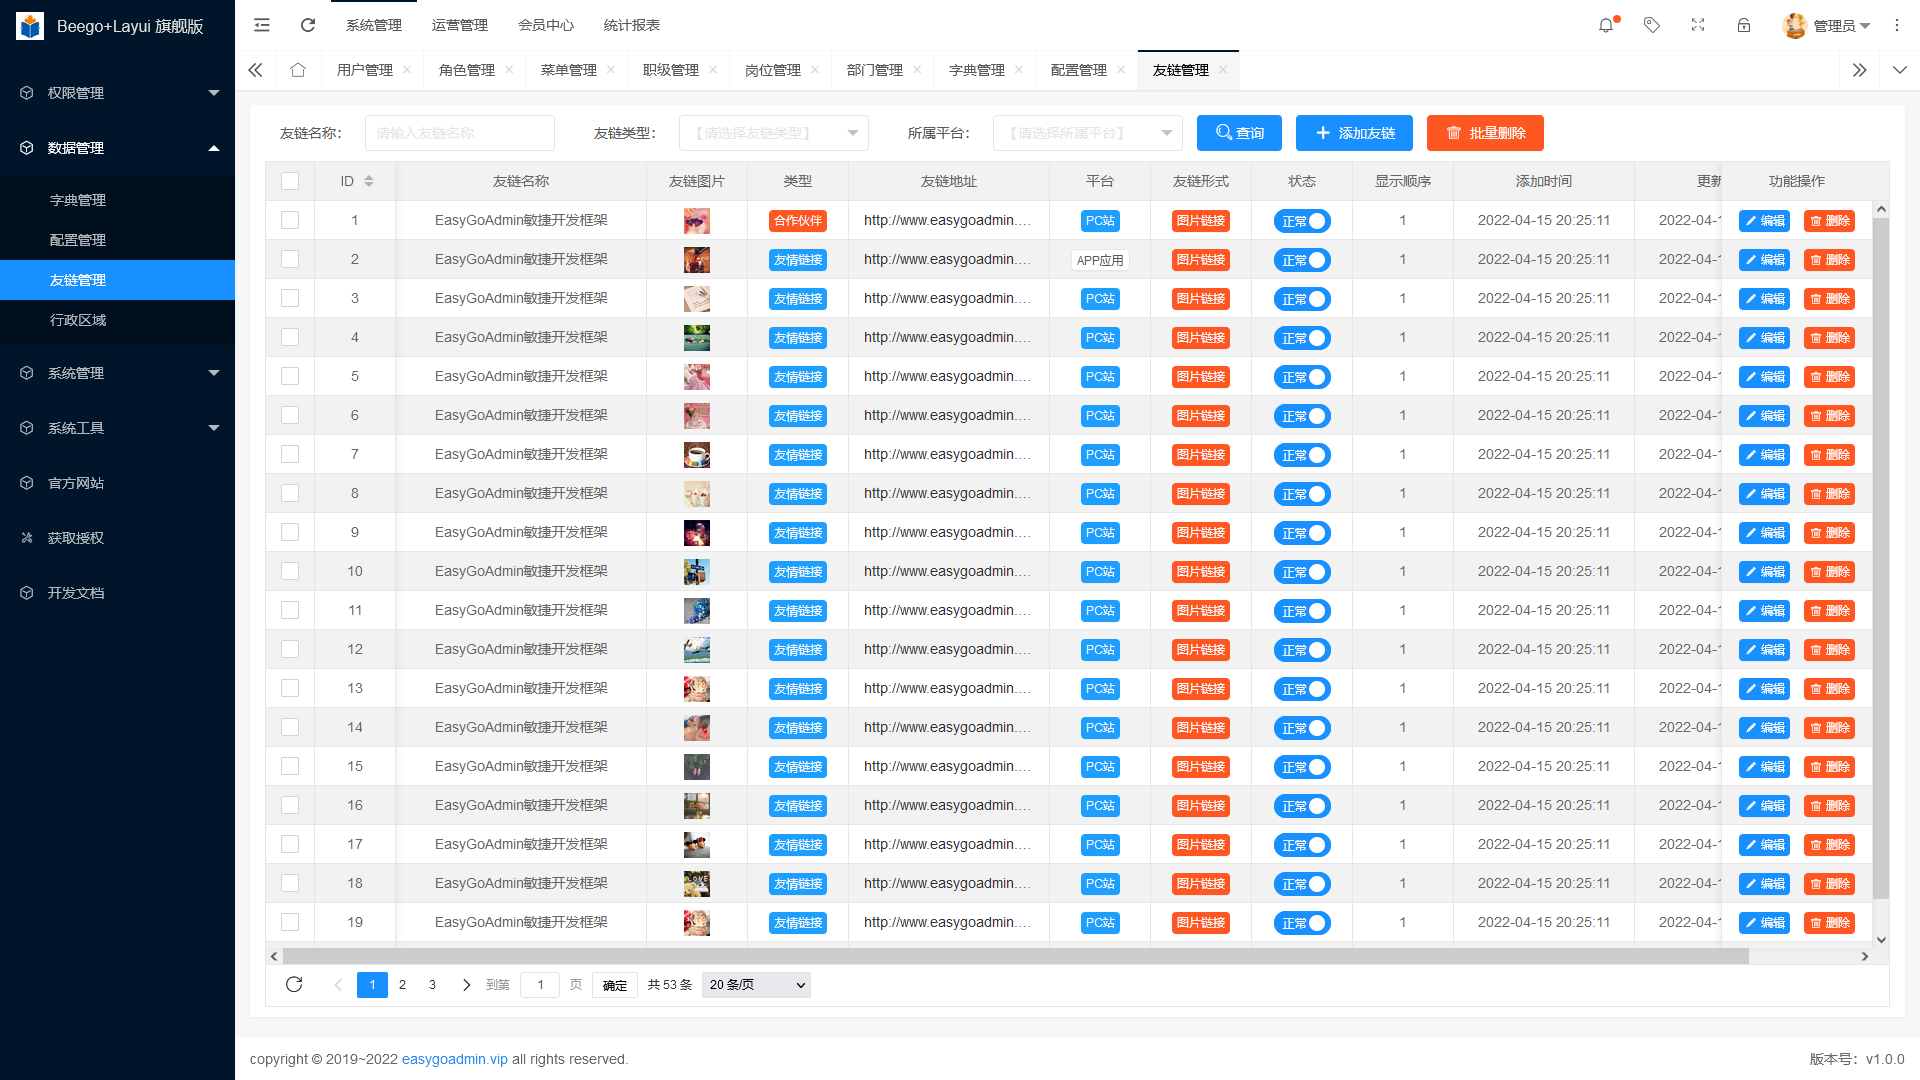 Beego+Layui 旗舰版
系统管理 运营管理 会员中心 统计报表
管理员
用户管理 角色管理 菜单管理 职级管理 岗位管理 部门管理 字典管理 配置管理 友链管理
权限管理
数据管理
字典管理
配置管理
友链管理
行政区域
系统管理
系统工具
官方网站
获取授权
开发文档
友链名称: 请输入友链名称 友链类型: 【请选择友链类型】 所属平台: 【请选择所属平台】 查询 添加友链 批量删除
ID 友链名称 友链图片 类型 友链地址 平台 友链形式 状态 显示顺序 添加时间 更新 功能操作
1 EasyGoAdmin敏捷开发框架 合作伙伴 http://www.easygoadmin.… PC站 图片链接 正常 1 2022-04-15 20:25:11 2022-04-1 编辑 删除
2 EasyGoAdmin敏捷开发框架 友情链接 http://www.easygoadmin.… APP应用 图片链接 正常 1 2022-04-15 20:25:11 2022-04-1 编辑 删除
3 EasyGoAdmin敏捷开发框架 友情链接 http://www.easygoadmin.… PC站 图片链接 正常 1 2022-04-15 20:25:11 2022-04-1 编辑 删除
4 EasyGoAdmin敏捷开发框架 友情链接 http://www.easygoadmin.… PC站 图片链接 正常 1 2022-04-15 20:25:11 2022-04-1 编辑 删除
5 EasyGoAdmin敏捷开发框架 友情链接 http://www.easygoadmin.… PC站 图片链接 正常 1 2022-04-15 20:25:11 2022-04-1 编辑 删除
6 EasyGoAdmin敏捷开发框架 友情链接 http://www.easygoadmin.… PC站 图片链接 正常 1 2022-04-15 20:25:11 2022-04-1 编辑 删除
7 EasyGoAdmin敏捷开发框架 友情链接 http://www.easygoadmin.… PC站 图片链接 正常 1 2022-04-15 20:25:11 2022-04-1 编辑 删除
8 EasyGoAdmin敏捷开发框架 友情链接 http://www.easygoadmin.… PC站 图片链接 正常 1 2022-04-15 20:25:11 2022-04-1 编辑 删除
9 EasyGoAdmin敏捷开发框架 友情链接 http://www.easygoadmin.… PC站 图片链接 正常 1 2022-04-15 20:25:11 2022-04-1 编辑 删除
10 EasyGoAdmin敏捷开发框架 友情链接 http://www.easygoadmin.… PC站 图片链接 正常 1 2022-04-15 20:25:11 2022-04-1 编辑 删除
11 EasyGoAdmin敏捷开发框架 友情链接 http://www.easygoadmin.… PC站 图片链接 正常 1 2022-04-15 20:25:11 2022-04-1 编辑 删除
12 EasyGoAdmin敏捷开发框架 友情链接 http://www.easygoadmin.… PC站 图片链接 正常 1 2022-04-15 20:25:11 2022-04-1 编辑 删除
13 EasyGoAdmin敏捷开发框架 友情链接 http://www.easygoadmin.… PC站 图片链接 正常 1 2022-04-15 20:25:11 2022-04-1 编辑 删除
14 EasyGoAdmin敏捷开发框架 友情链接 http://www.easygoadmin.… PC站 图片链接 正常 1 2022-04-15 20:25:11 2022-04-1 编辑 删除
15 EasyGoAdmin敏捷开发框架 友情链接 http://www.easygoadmin.… PC站 图片链接 正常 1 2022-04-15 20:25:11 2022-04-1 编辑 删除
16 EasyGoAdmin敏捷开发框架 友情链接 http://www.easygoadmin.… PC站 图片链接 正常 1 2022-04-15 20:25:11 2022-04-1 编辑 删除
17 EasyGoAdmin敏捷开发框架 友情链接 http://www.easygoadmin.… PC站 图片链接 正常 1 2022-04-15 20:25:11 2022-04-1 编辑 删除
18 EasyGoAdmin敏捷开发框架 LOVE 友情链接 http://www.easygoadmin.… PC站 图片链接 正常 1 2022-04-15 20:25:11 2022-04-1 编辑 删除
19 EasyGoAdmin敏捷开发框架 友情链接 http://www.easygoadmin.… PC站 图片链接 正常 1 2022-04-15 20:25:11 2022-04-1 编辑 删除
1 2 3 到第 1 页 确定 共 53 条 20 条/页
copyright © 2019~2022 easygoadmin.vip all rights reserved.
版本号：v1.0.0